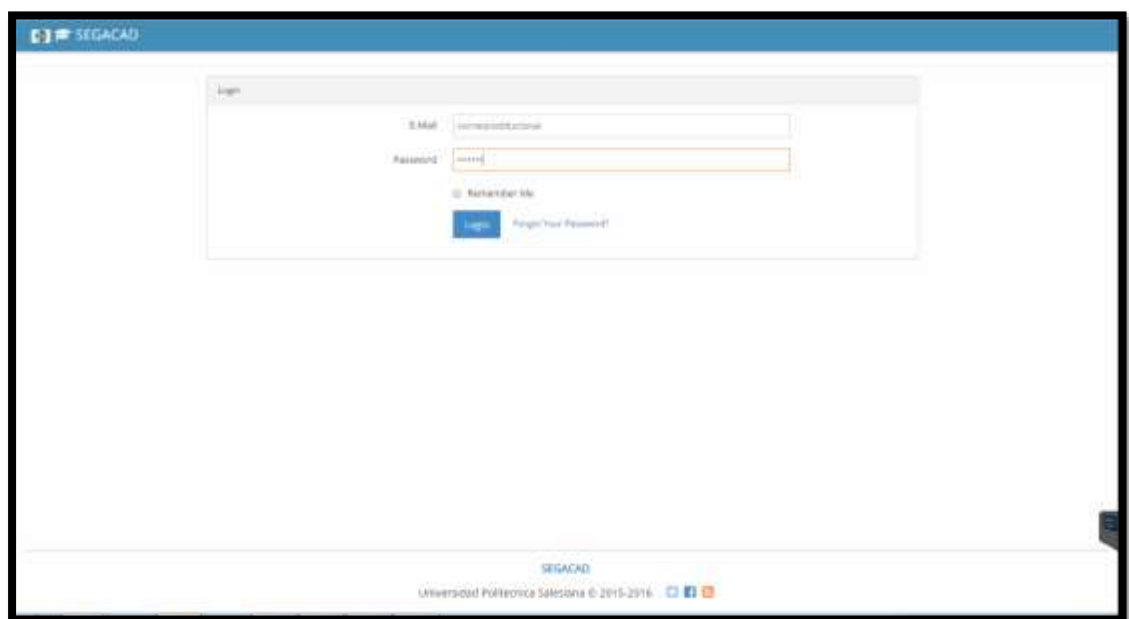 SEGACAD
Login
E-Mail
Password
Remember Me
Login Forgot Your Password?
SEGACAD
Universidad Politecnica Salesiana © 2015-2016